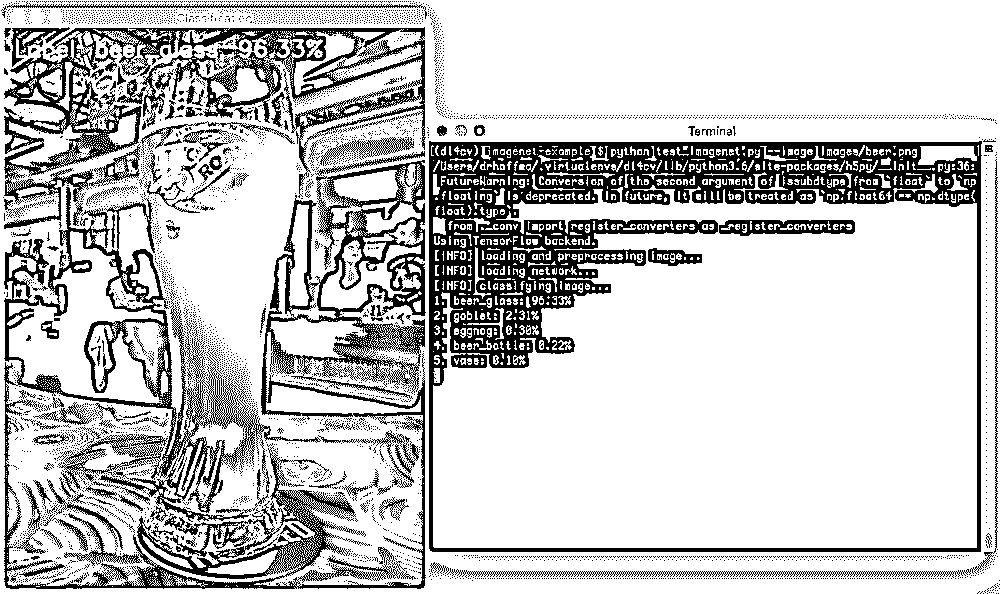 Classification
Label: beer_glass, 96.33%
RO
Terminal
(dl4cv) imagenet-example $ python test_imagenet.py --image images/beer.png
/Users/drhoffma/.virtualenvs/dl4cv/lib/python3.6/site-packages/h5py/__init__.py:36:
FutureWarning: Conversion of the second argument of issubdtype from `float` to `np
.floating` is deprecated. In future, it will be treated as `np.float64 == np.dtype(
float).type`.
from ._conv import register_converters as _register_converters
Using TensorFlow backend.
[INFO] loading and preprocessing image...
[INFO] loading network...
[INFO] classifying image...
1. beer_glass: 96.33%
2. goblet: 2.31%
3. eggnog: 0.30%
4. beer_bottle: 0.22%
5. vase: 0.10%